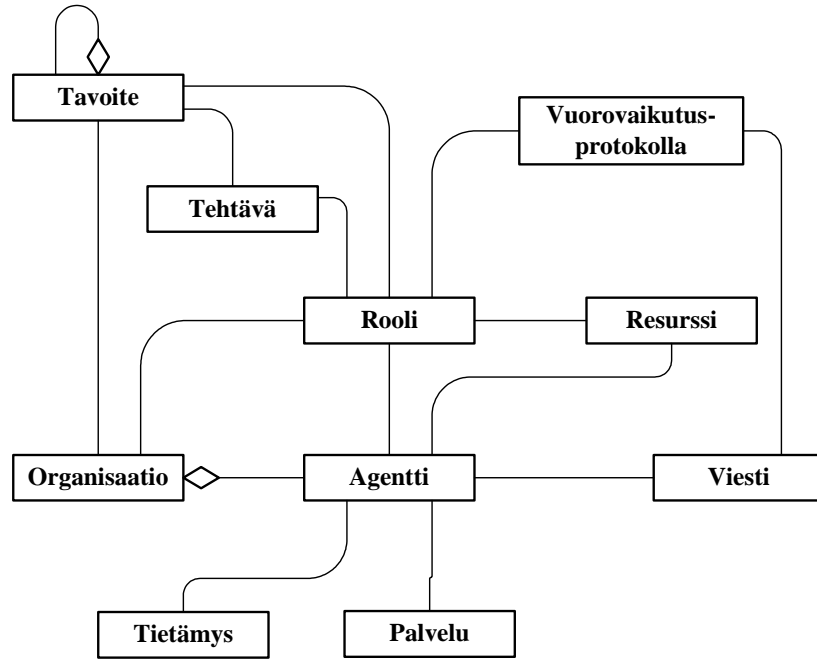 Tavoite
Vuorovaikutus-
protokolla
Tehtävä
Rooli
Resurssi
Organisaatio
Agentti
Viesti
Tietämys
Palvelu